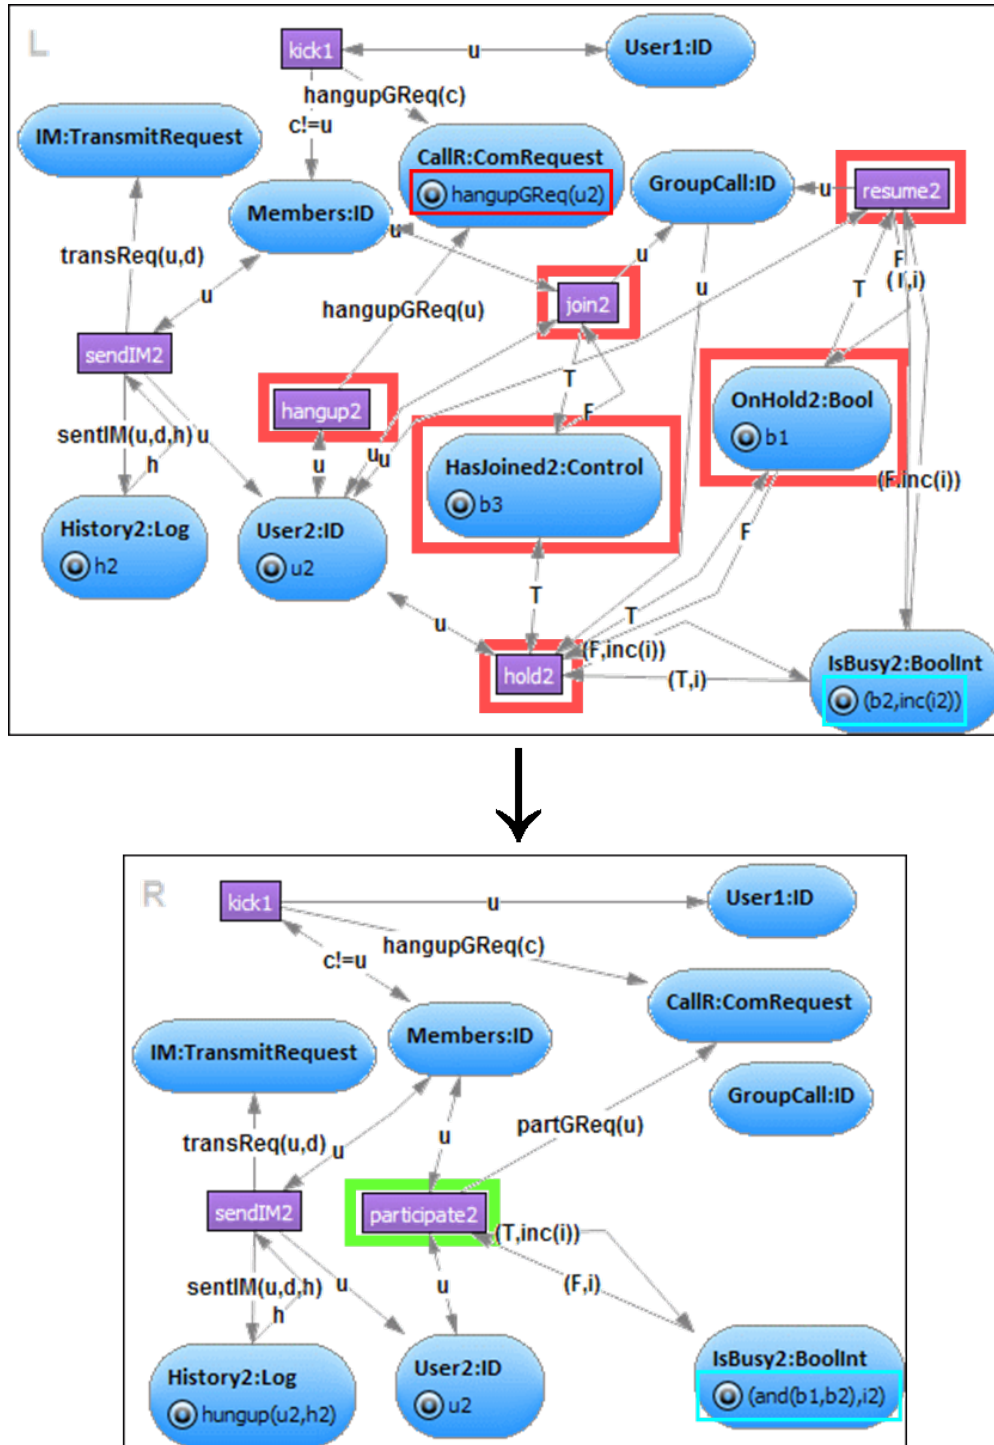 L
kick1
u
User1:ID
hangupGReq(c)
c!=u
IM:TransmitRequest
CallR:ComRequest
hangupGReq(u2)
GroupCall:ID
u
resume2
Members:ID
u
transReq(u,d)
u
hangupGReq(u)
u
join2
u
F
(T,i)
T
sendIM2
hangup2
T
F
OnHold2:Bool
b1
sentIM(u,d,h)
u
h
u
u
u
HasJoined2:Control
b3
(F,inc(i))
History2:Log
h2
User2:ID
u2
F
T
T
u
(F,inc(i))
hold2
(T,i)
IsBusy2:BoolInt
(b2,inc(i2))
R
kick1
u
User1:ID
hangupGReq(c)
c!=u
CallR:ComRequest
Members:ID
IM:TransmitRequest
GroupCall:ID
partGReq(u)
transReq(u,d)
u
u
sendIM2
participate2
(T,inc(i))
sentIM(u,d,h)
u
h
u
(F,i)
History2:Log
hungup(u2,h2)
User2:ID
u2
IsBusy2:BoolInt
(and(b1,b2),i2)